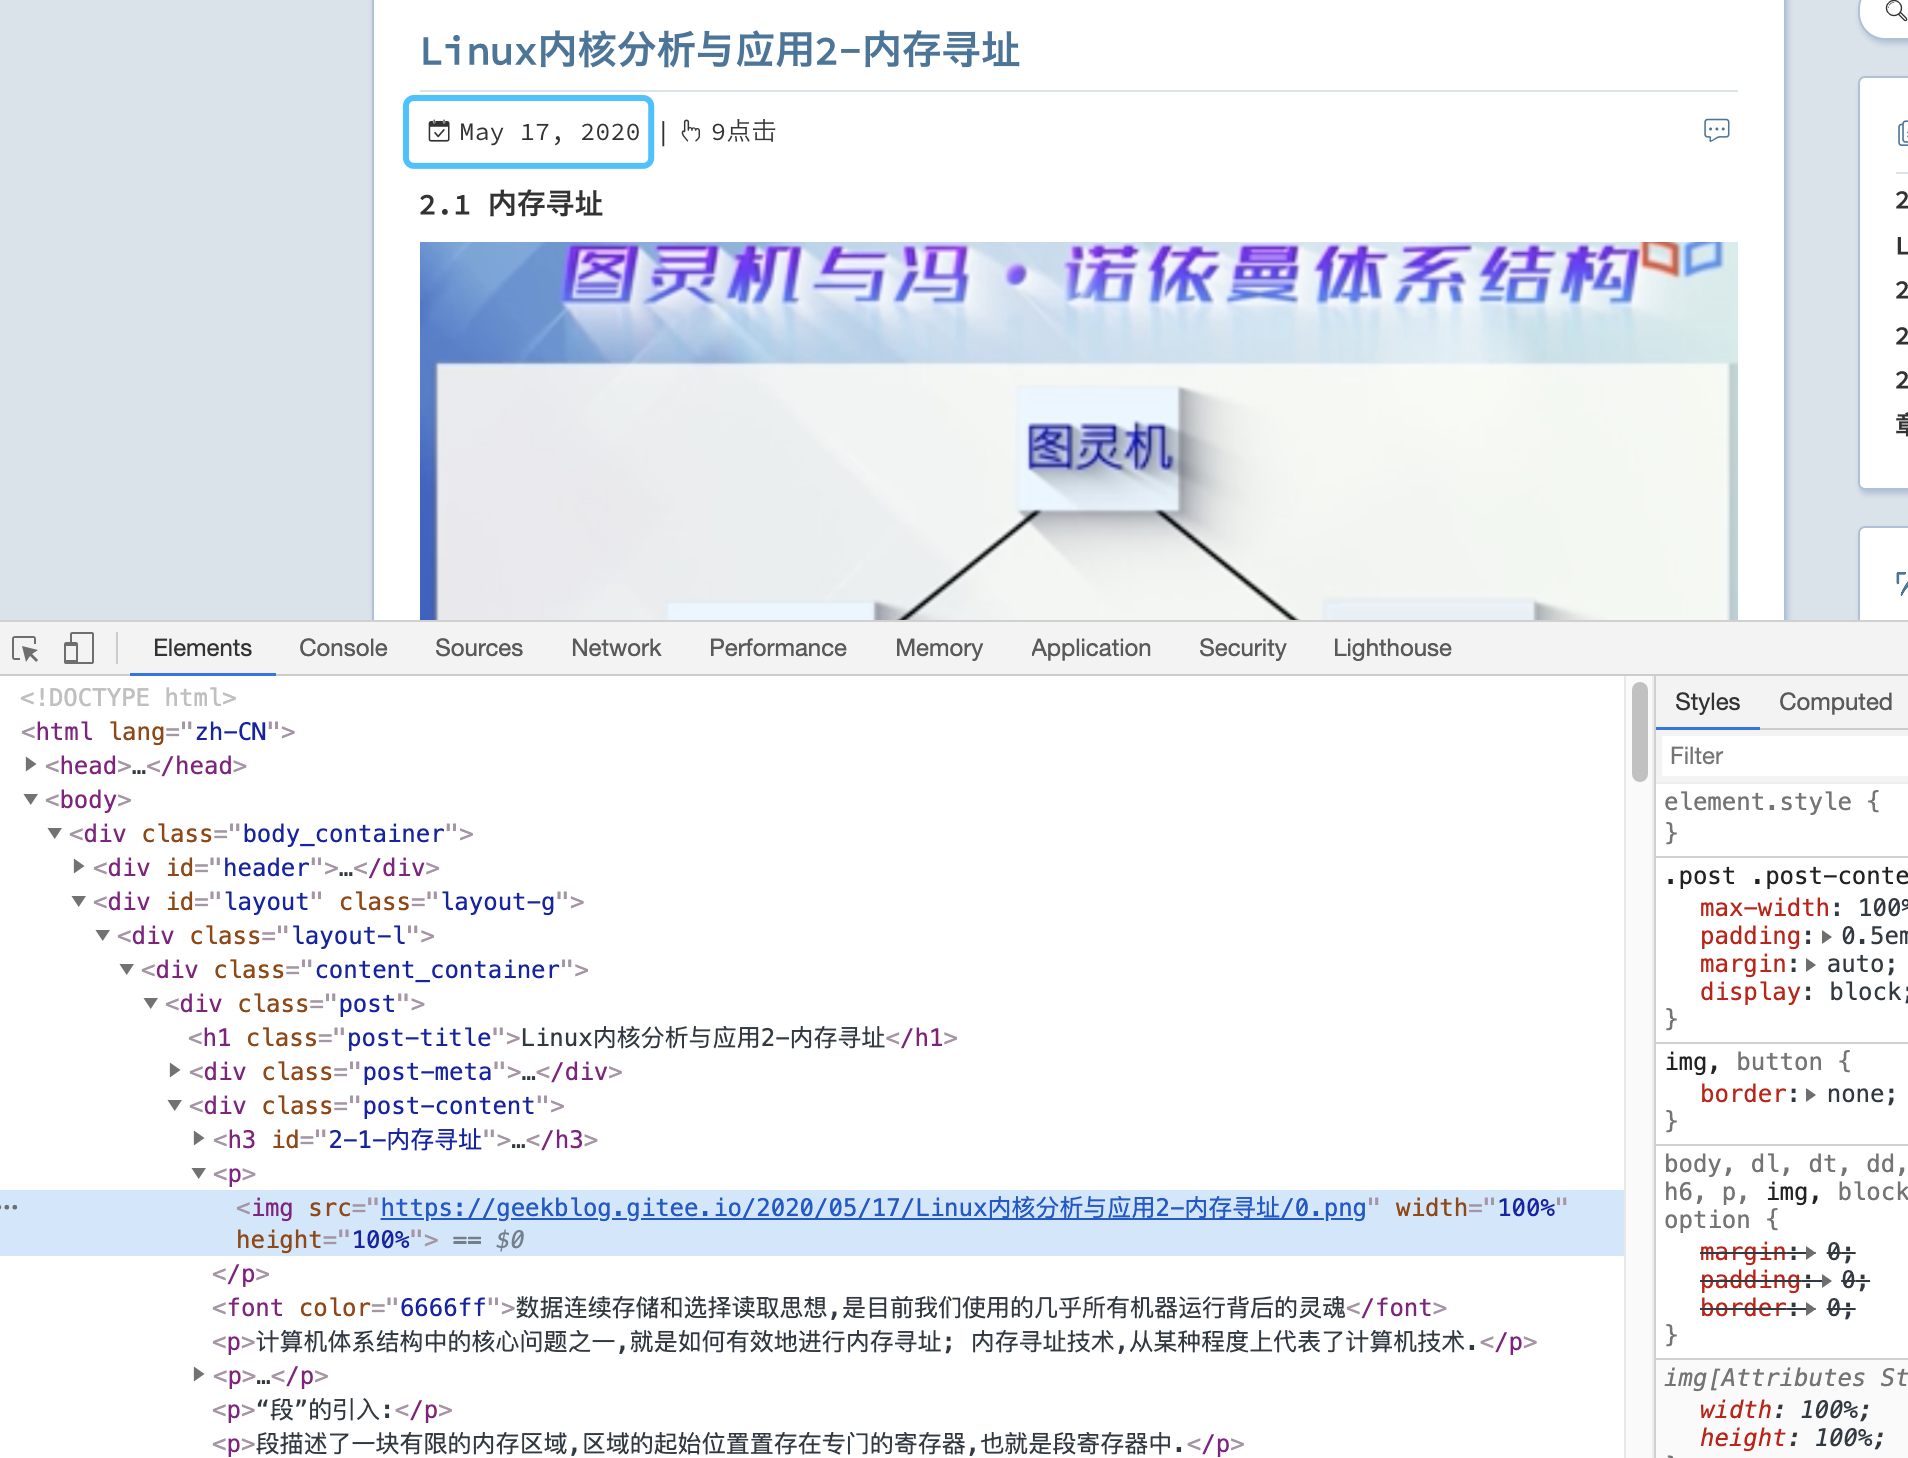 Linux内核分析与应用2-内存寻址
May 17, 2020 | 9点击
2.1 内存寻址
图灵机与冯·诺依曼体系结构
图灵机
Elements Console Sources Network Performance Memory Application Security Lighthouse
<!DOCTYPE html>
<html lang="zh-CN">
<head>…</head>
<body>
<div class="body_container">
<div id="header">…</div>
<div id="layout" class="layout-g">
<div class="layout-l">
<div class="content_container">
<div class="post">
<h1 class="post-title">Linux内核分析与应用2-内存寻址</h1>
<div class="post-meta">…</div>
<div class="post-content">
<h3 id="2-1-内存寻址">…</h3>
<p>
<img src="https://geekblog.gitee.io/2020/05/17/Linux内核分析与应用2-内存寻址/0.png" width="100%"
height="100%"> == $0
</p>
<font color="6666ff">数据连续存储和选择读取思想,是目前我们使用的几乎所有机器运行背后的灵魂</font>
<p>计算机体系结构中的核心问题之一,就是如何有效地进行内存寻址; 内存寻址技术,从某种程度上代表了计算机技术.</p>
<p>…</p>
<p>“段”的引入:</p>
<p>段描述了一块有限的内存区域,区域的起始位置置存在专门的寄存器,也就是段寄存器中.</p>
Styles Computed
Filter
element.style {
}
.post .post-conte
max-width: 100%
padding: 0.5em
margin: auto;
display: block;
}
img, button {
border: none;
}
body, dl, dt, dd,
h6, p, img, block
option {
margin: 0;
padding: 0;
border: 0;
}
img[Attributes St
width: 100%;
height: 100%;
2
L
2
2
2
章